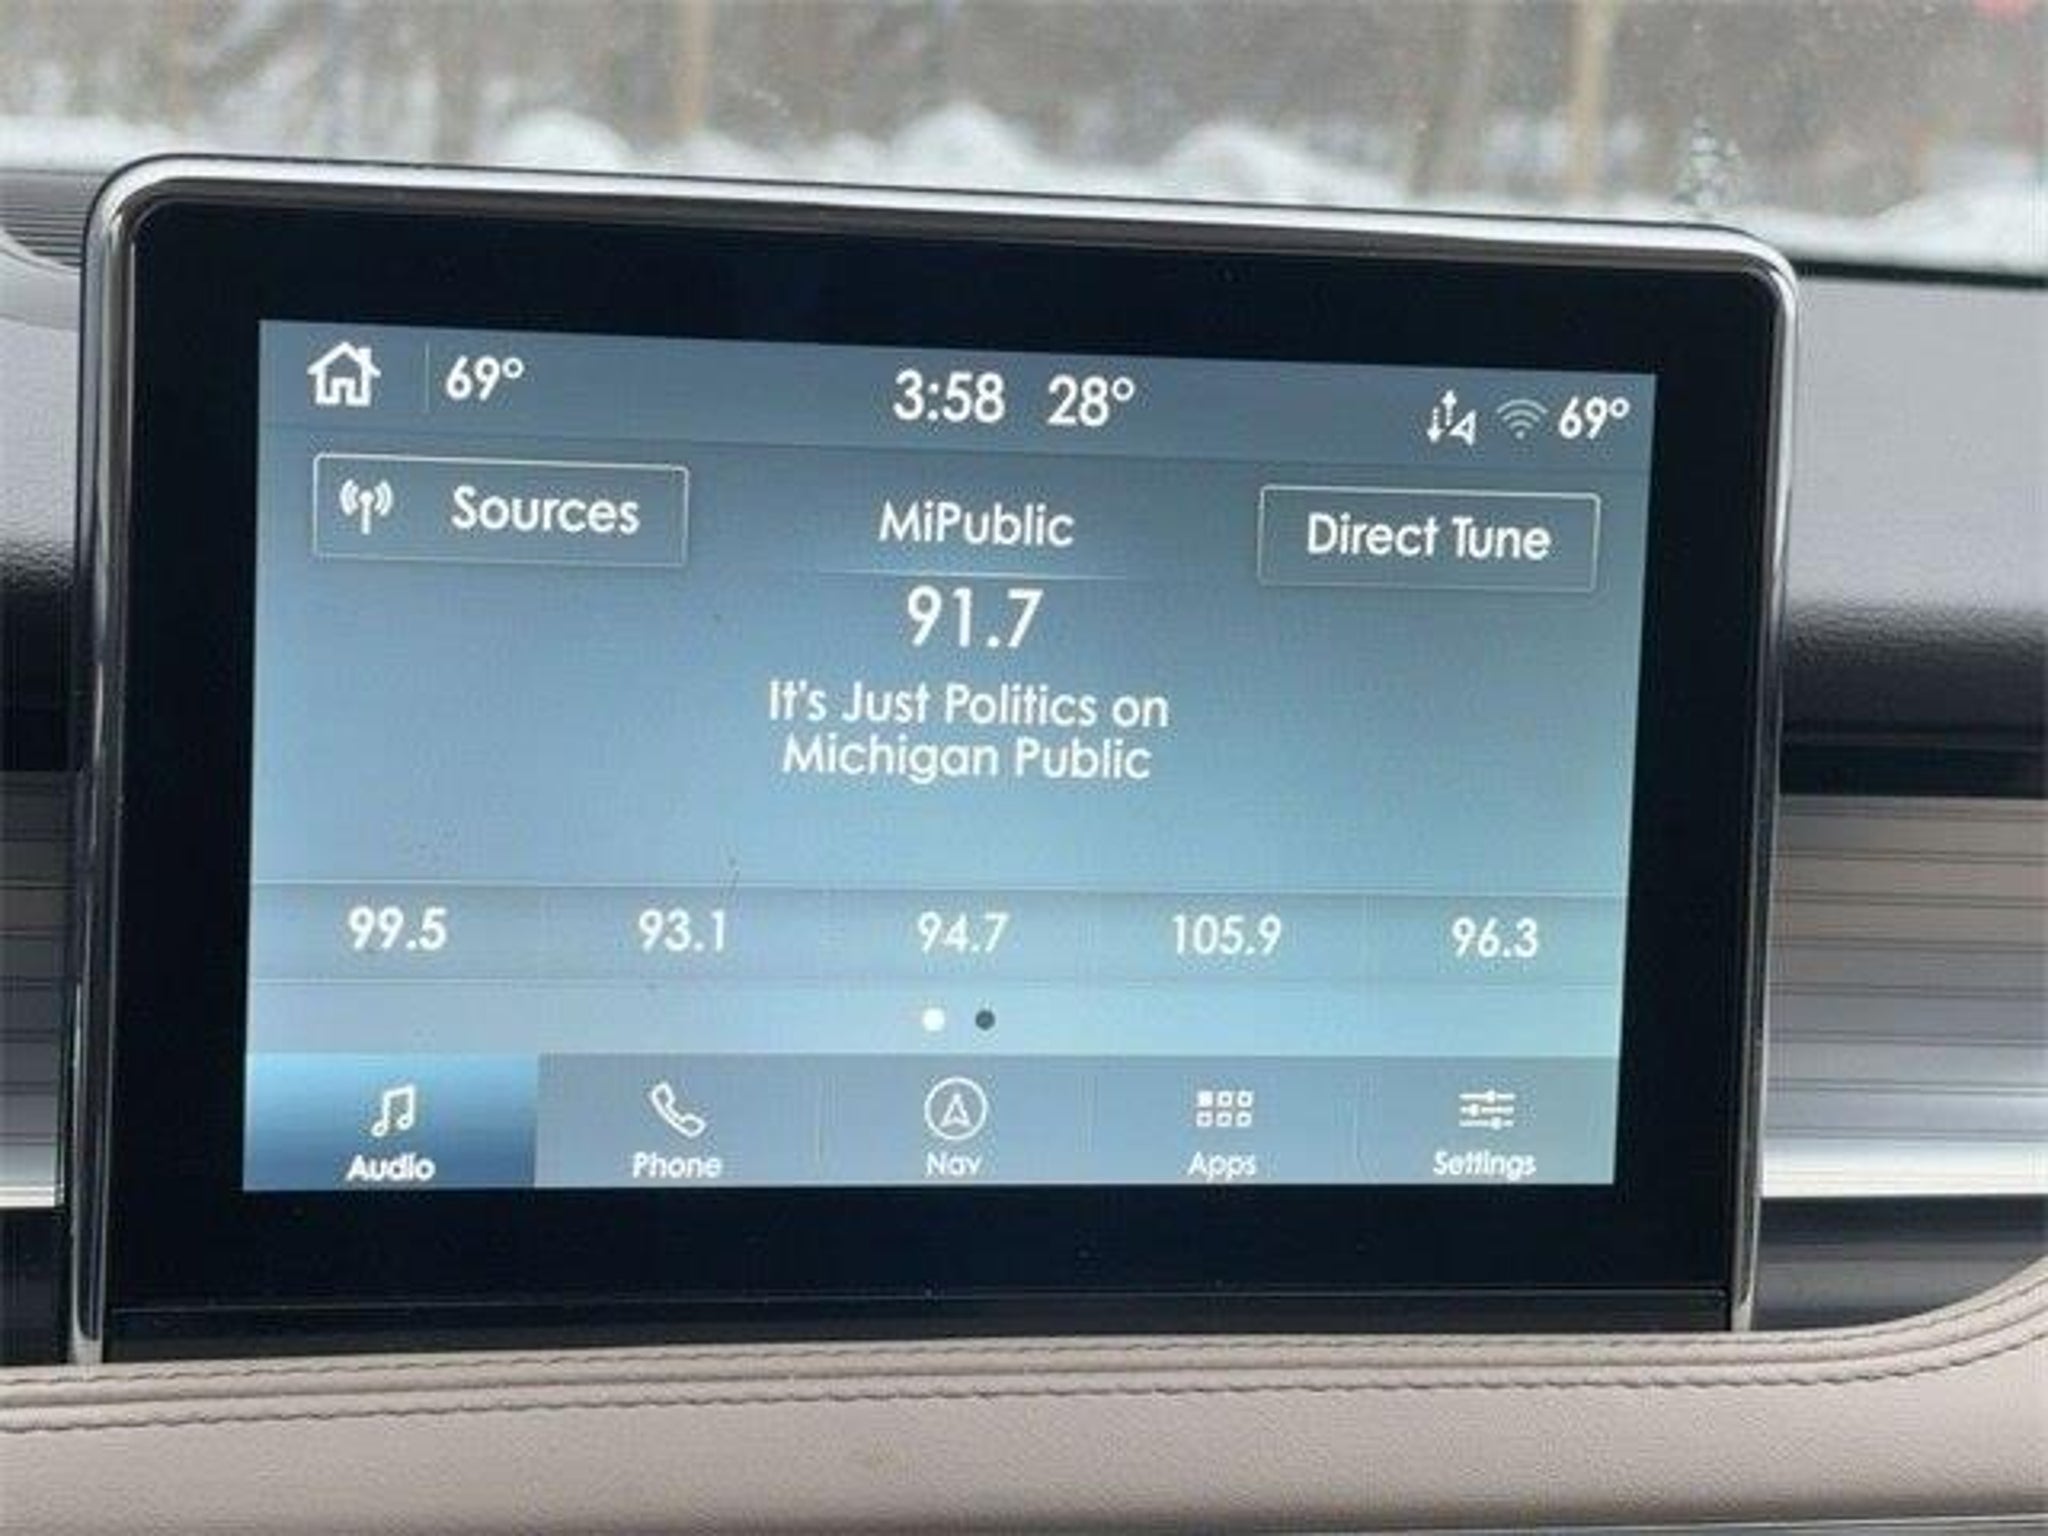 69° 3:58 28° 69°
Sources MiPublic Direct Tune
91.7
It's Just Politics on
Michigan Public
99.5 93.1 94.7 105.9 96.3
Audio Phone Nav Apps Settings